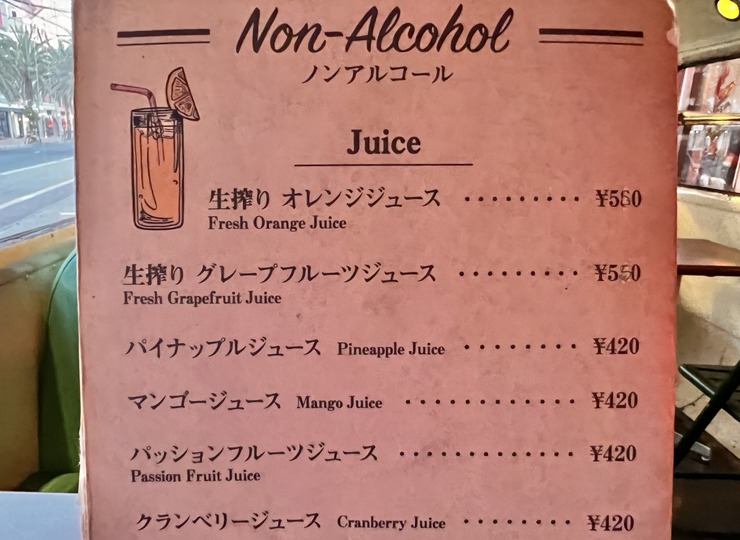 Non-Alcohol
ノンアルコール
Juice
生搾り オレンジジュース ・・・・・・・・・
Fresh Orange Juice
生搾り グレープフルーツジュース ・・・・・・・・・
Fresh Grapefruit Juice
パイナップルジュース Pineapple Juice ・・・・・・・・ ¥420
マンゴージュース Mango Juice ・・・・・・・・・・・・ ¥420
パッションフルーツジュース ・・・・・・・・・・・・・ ¥420
Passion Fruit Juice
クランベリージュース Cranberry Juice ・・・・・・・・ ¥420